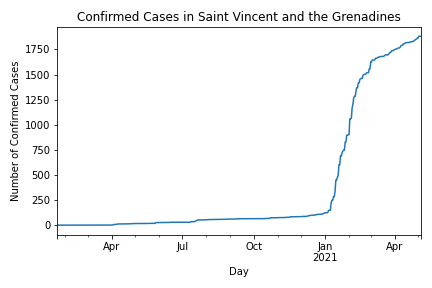 Confirmed Cases in Saint Vincent and the Grenadines
Number of Confirmed Cases
1750
1500
1250
1000
750
500
250
0
Apr Jul Oct Jan Apr
2021
Day